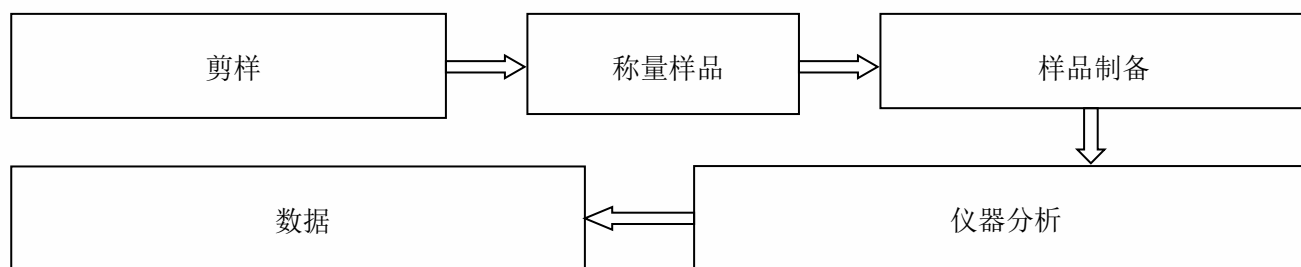 剪样
称量样品
样品制备
仪器分析
数据